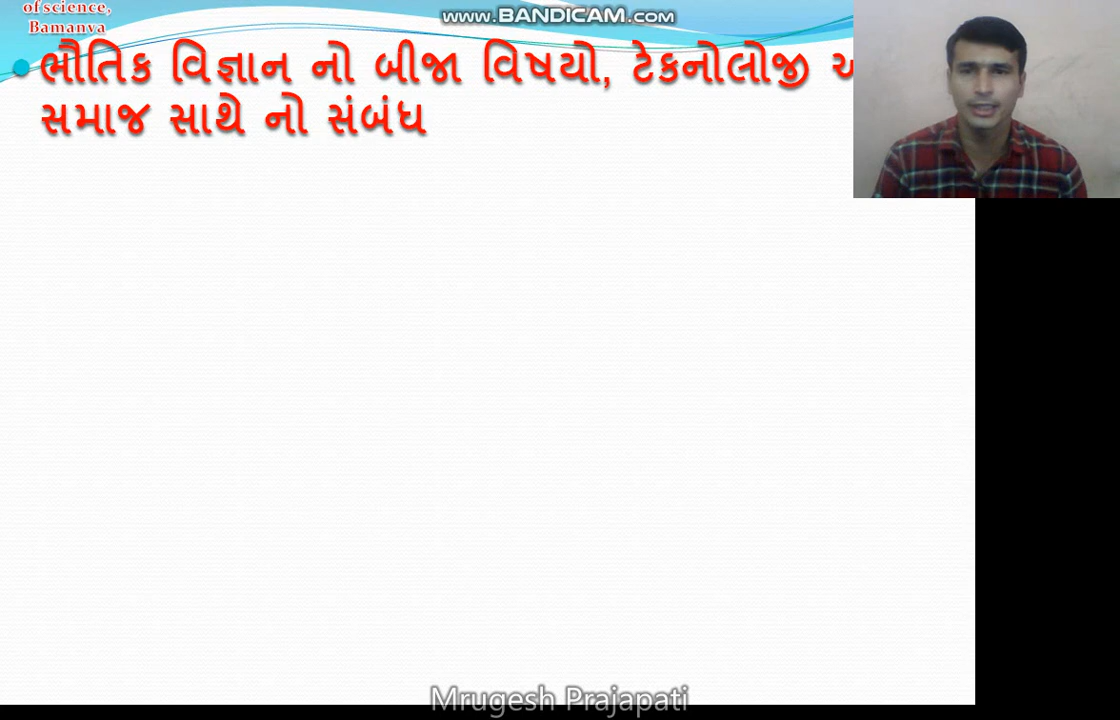 of science,
Bamanva
www.BANDICAM.com
ભૌતિક વિજ્ઞાન નો બીજા વિષયો, ટેકનોલોજી
સમાજ સાથે નો સંબંધ
Mrugesh Prajapati